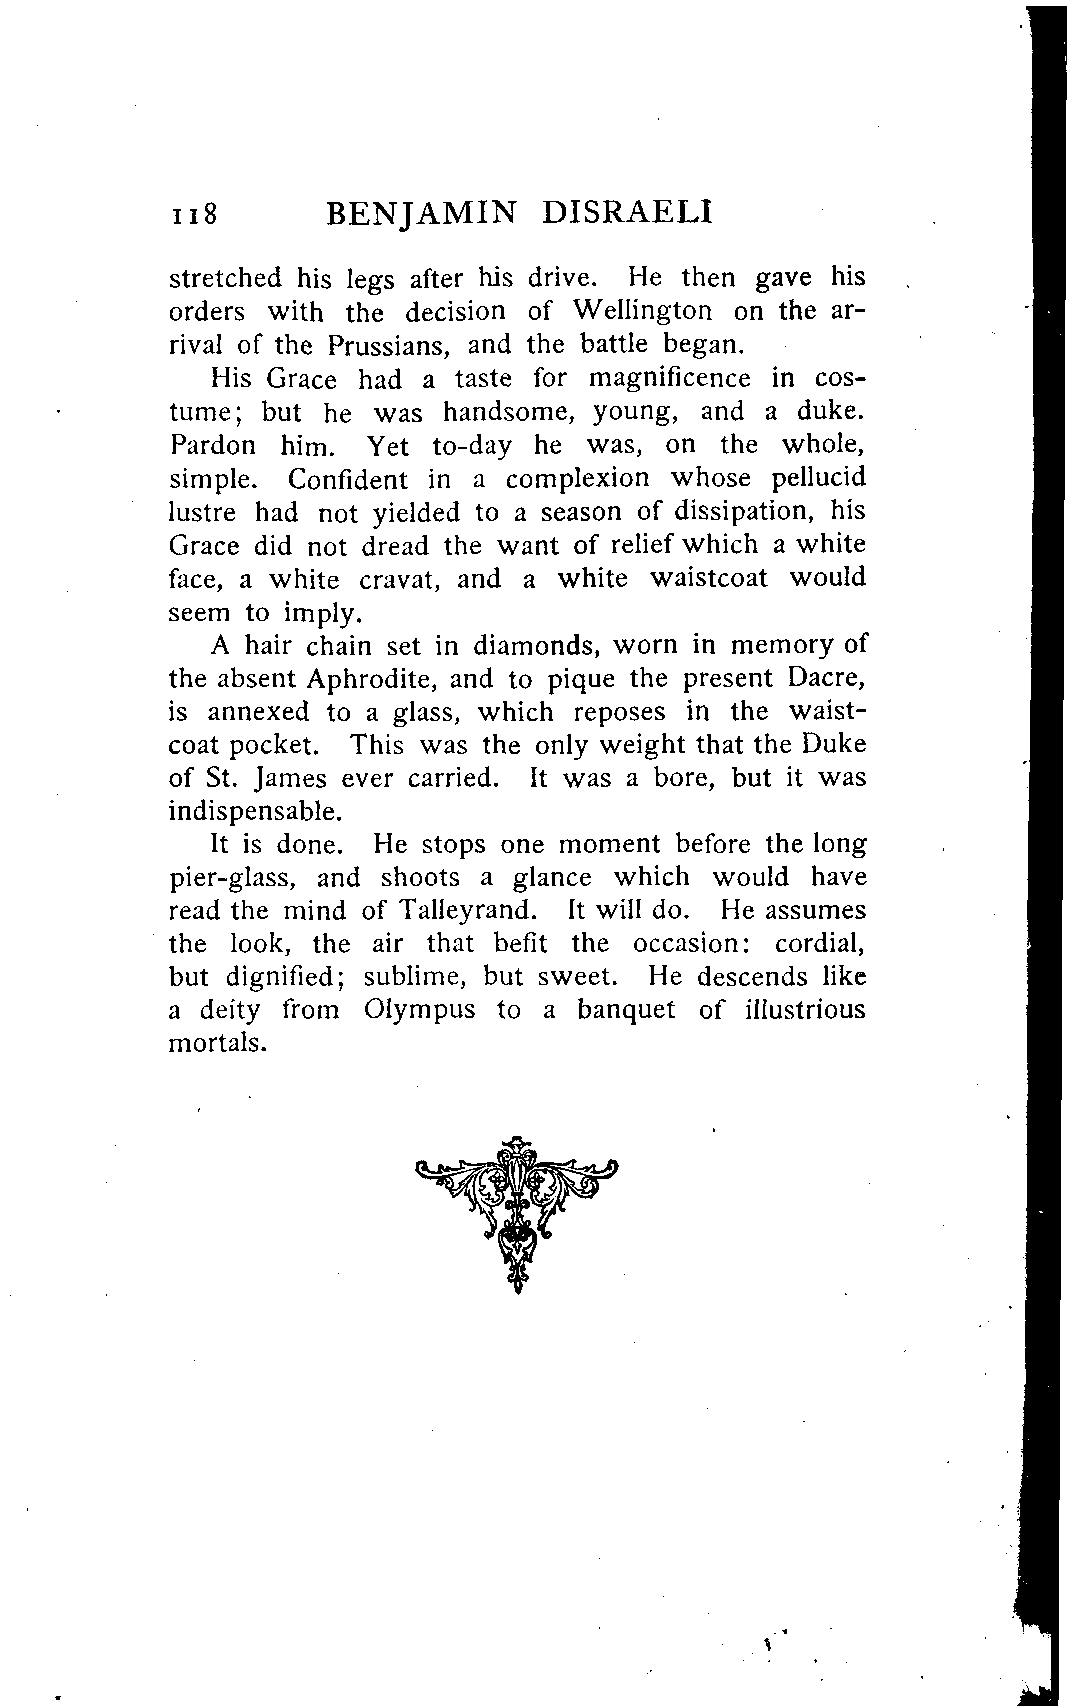 118 BENJAMIN DISRAELI
stretched his legs after his drive. He then gave his
orders with the decision of Wellington on the ar-
rival of the Prussians, and the battle began.
His Grace had a taste for magnificence in cos-
tume; but he was handsome, young, and a duke.
Pardon him. Yet to-day he was, on the whole,
simple. Confident in a complexion whose pellucid
lustre had not yielded to a season of dissipation, his
Grace did not dread the want of relief which a white
face, a white cravat, and a white waistcoat would
seem to imply.
A hair chain set in diamonds, worn in memory of
the absent Aphrodite, and to pique the present Dacre,
is annexed to a glass, which reposes in the waist-
coat pocket. This was the only weight that the Duke
of St. James ever carried. It was a bore, but it was
indispensable.
It is done. He stops one moment before the long
pier-glass, and shoots a glance which would have
read the mind of Talleyrand. It will do. He assumes
the look, the air that befit the occasion: cordial,
but dignified; sublime, but sweet. He descends like
a deity from Olympus to a banquet of illustrious
mortals.